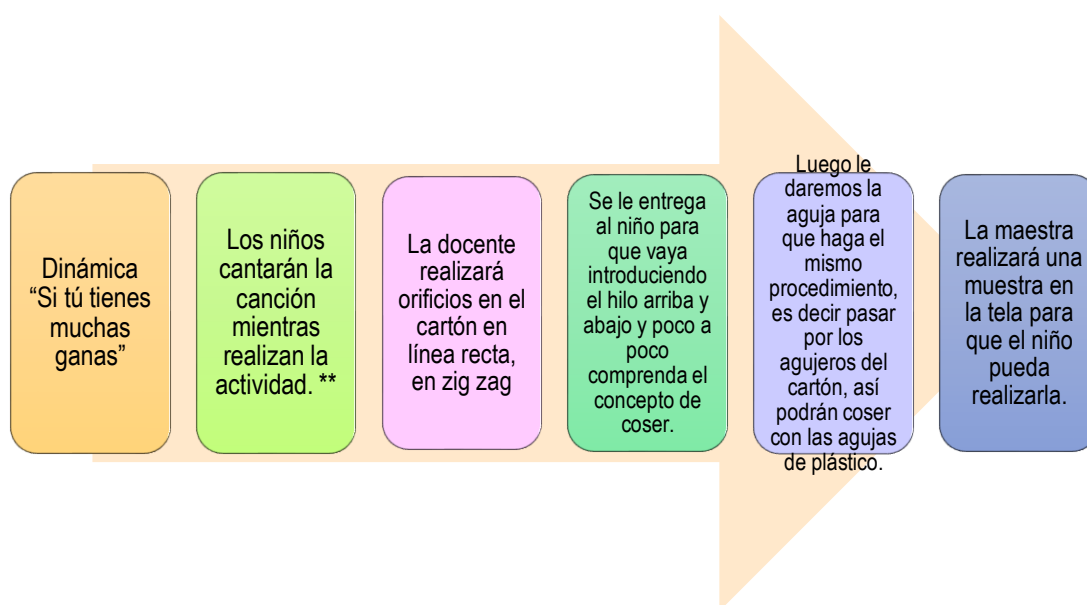 Dinámica
“Si tú tienes
muchas
ganas”
Los niños
cantarán la
canción
mientras
realizan la
actividad. **
La docente
realizará
orificios en el
cartón en
línea recta,
en zig zag
Se le entrega
al niño para
que vaya
introduciendo
el hilo arriba y
abajo y poco a
poco
comprenda el
concepto de
coser.
Luego le
daremos la
aguja para
que haga el
mismo
procedimiento,
es decir pasar
por los
agujeros del
cartón, así
podrán coser
con las agujas
de plástico.
La maestra
realizará una
muestra en
la tela para
que el niño
pueda
realizarla.